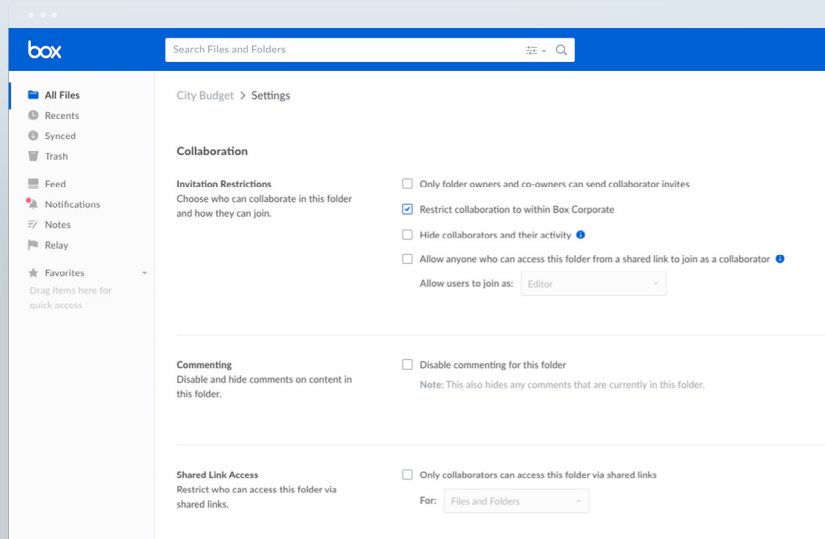 box
Search Files and Folders
All Files
Recents
Synced
Trash
Feed
Notifications
Notes
Relay
Favorites
Drag items here for
quick access
City Budget > Settings
Collaboration
Invitation Restrictions
Choose who can collaborate in this folder
and how they can join.
Only folder owners and co-owners can send collaborator invites
Restrict collaboration to within Box Corporate
Hide collaborators and their activity
Allow anyone who can access this folder from a shared link to join as a collaborator
Allow users to join as: Editor
Commenting
Disable and hide comments on content in
this folder.
Disable commenting for this folder
Note: This also hides any comments that are currently in this folder.
Shared Link Access
Restrict who can access this folder via
shared links.
Only collaborators can access this folder via shared links
For: Files and Folders